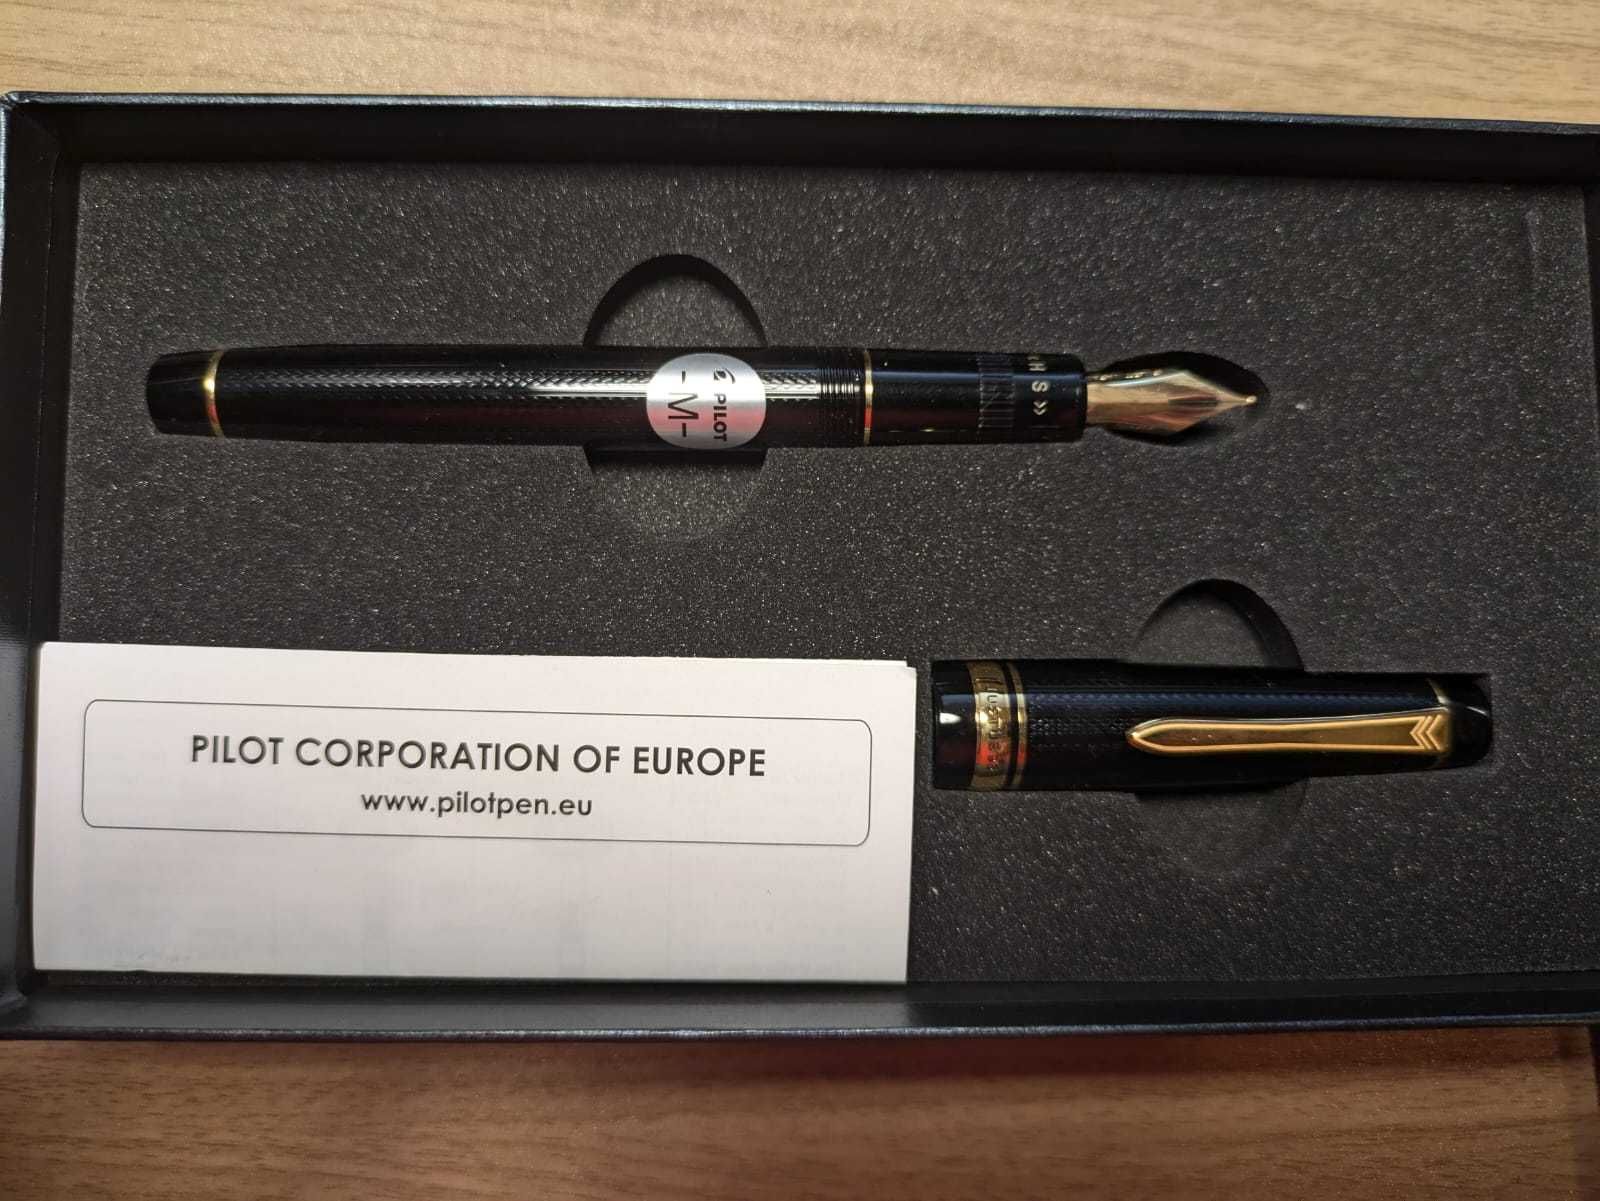 PILOT
-M-
H S »
PILOT CORPORATION OF EUROPE
www.pilotpen.eu